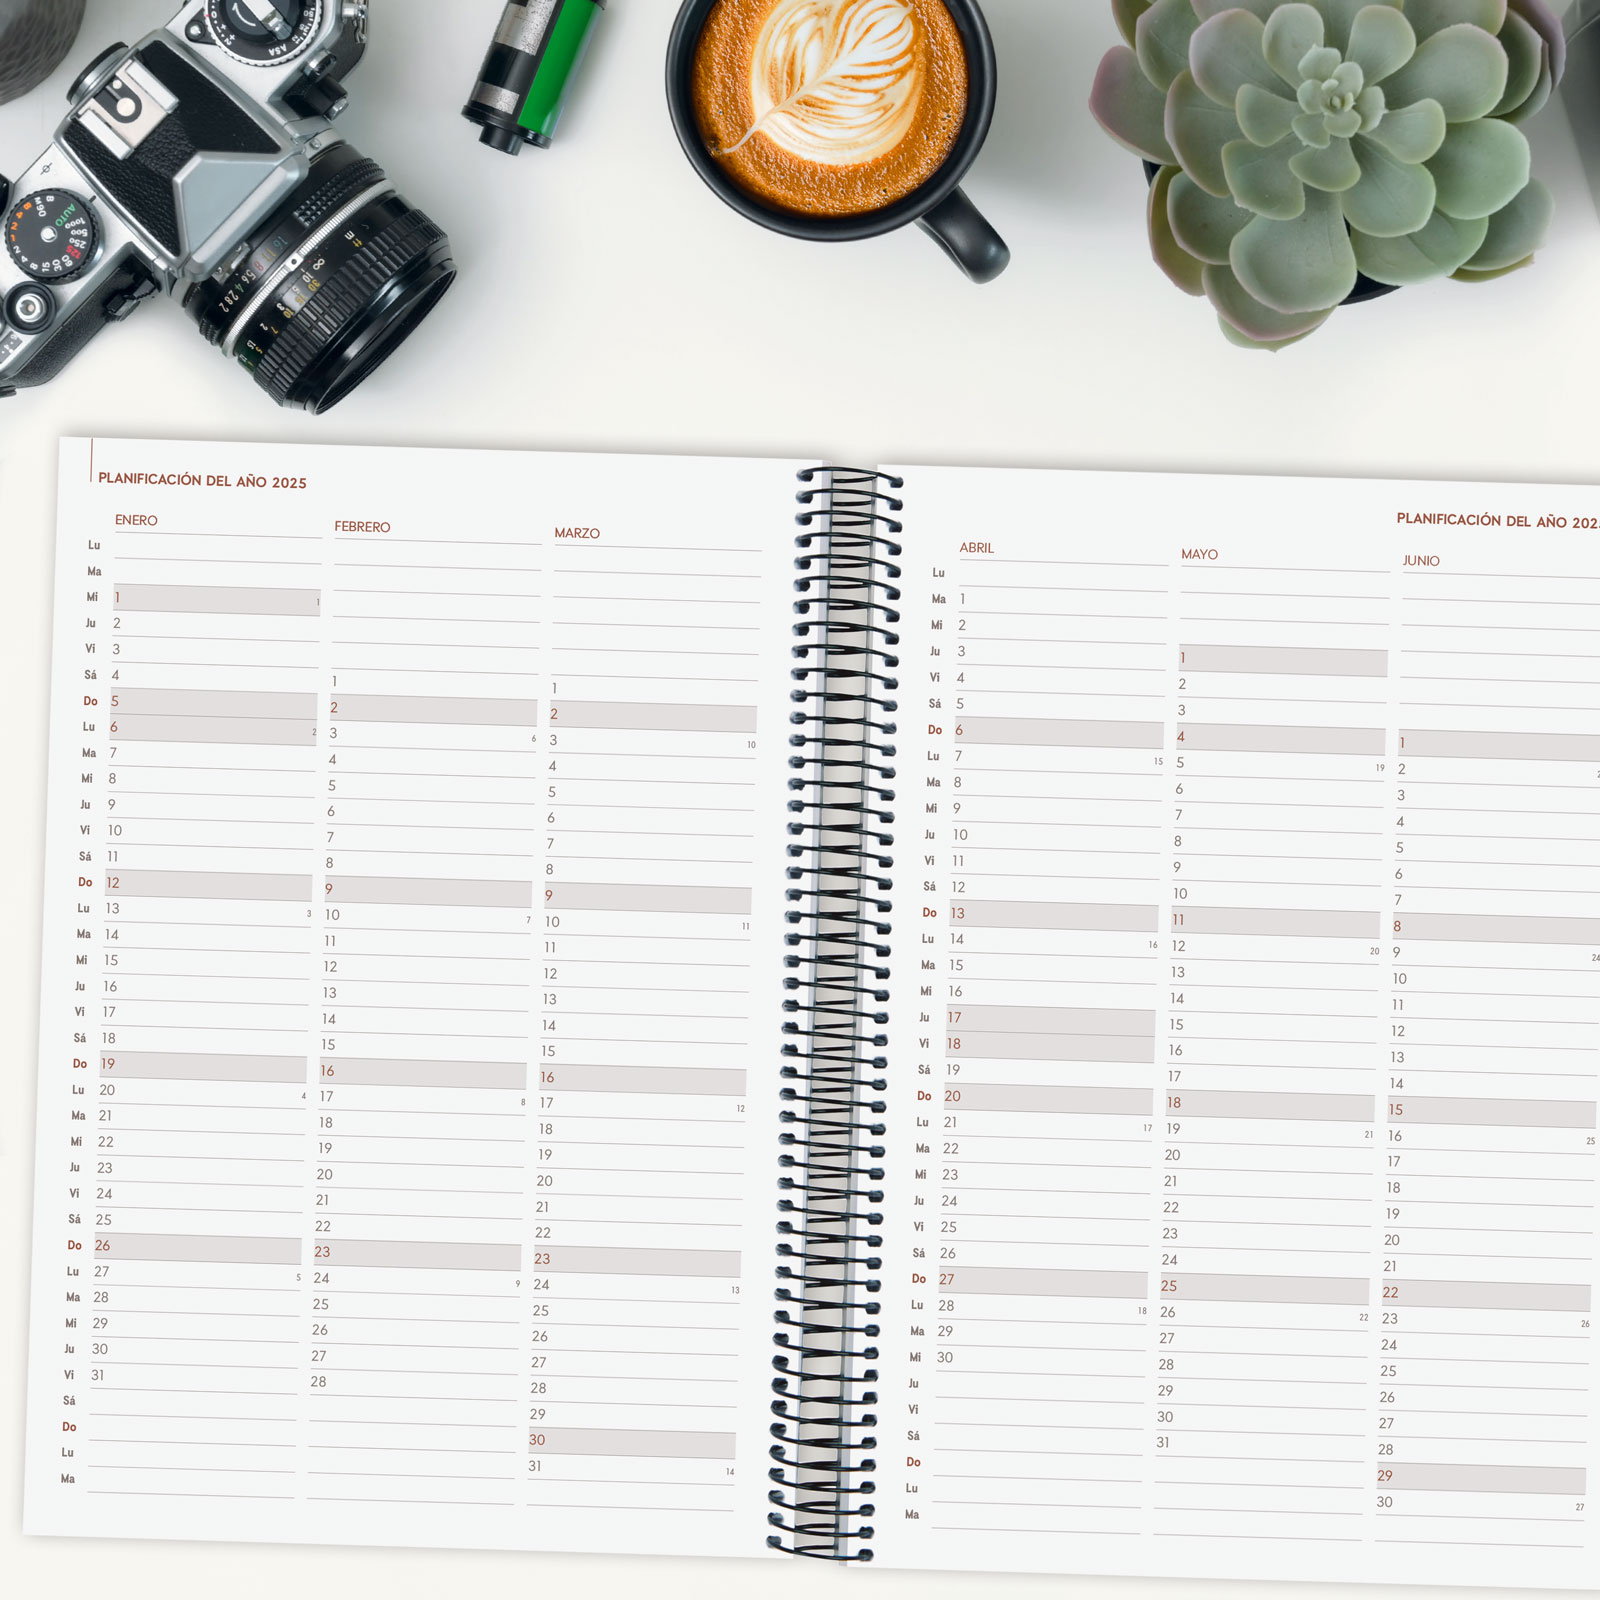 PLANIFICACIÓN DEL AÑO 2025
ENERO FEBRERO MARZO
Lu
Ma
Mi 1 1
Ju 2
Vi 3
Sá 4 1 1
Do 5 2 2
Lu 6 2 3 6 3 10
Ma 7 4 4
Mi 8 5 5
Ju 9 6 6
Vi 10 7 7
Sá 11 8 8
Do 12 9 9
Lu 13 3 10 7 10 11
Ma 14 11 11
Mi 15 12 12
Ju 16 13 13
Vi 17 14 14
Sá 18 15 15
Do 19 16 16
Lu 20 4 17 8 17 12
Ma 21 18 18
Mi 22 19 19
Ju 23 20 20
Vi 24 21 21
Sá 25 22 22
Do 26 23 23
Lu 27 5 24 9 24 13
Ma 28 25 25
Mi 29 26 26
Ju 30 27 27
Vi 31 28 28
Sá 29
Do 30
Lu 31 14
Ma
PLANIFICACIÓN DEL AÑO 2025
ABRIL MAYO JUNIO
Lu
Ma 1
Mi 2
Ju 3 1
Vi 4 2
Sá 5 3
Do 6 4 1
Lu 7 15 5 19 2
Ma 8 6 3
Mi 9 7 4
Ju 10 8 5
Vi 11 9 6
Sá 12 10 7
Do 13 11 8
Lu 14 16 12 20 9 24
Ma 15 13 10
Mi 16 14 11
Ju 17 15 12
Vi 18 16 13
Sá 19 17 14
Do 20 18 15
Lu 21 17 19 21 16 25
Ma 22 20 17
Mi 23 21 18
Ju 24 22 19
Vi 25 23 20
Sá 26 24 21
Do 27 25 22
Lu 28 18 26 22 23 26
Ma 29 27 24
Mi 30 28 25
Ju 29 26
Vi 30 27
Sá 31 28
Do 29
Lu 30 27
Ma
ASA
AUTO
M90